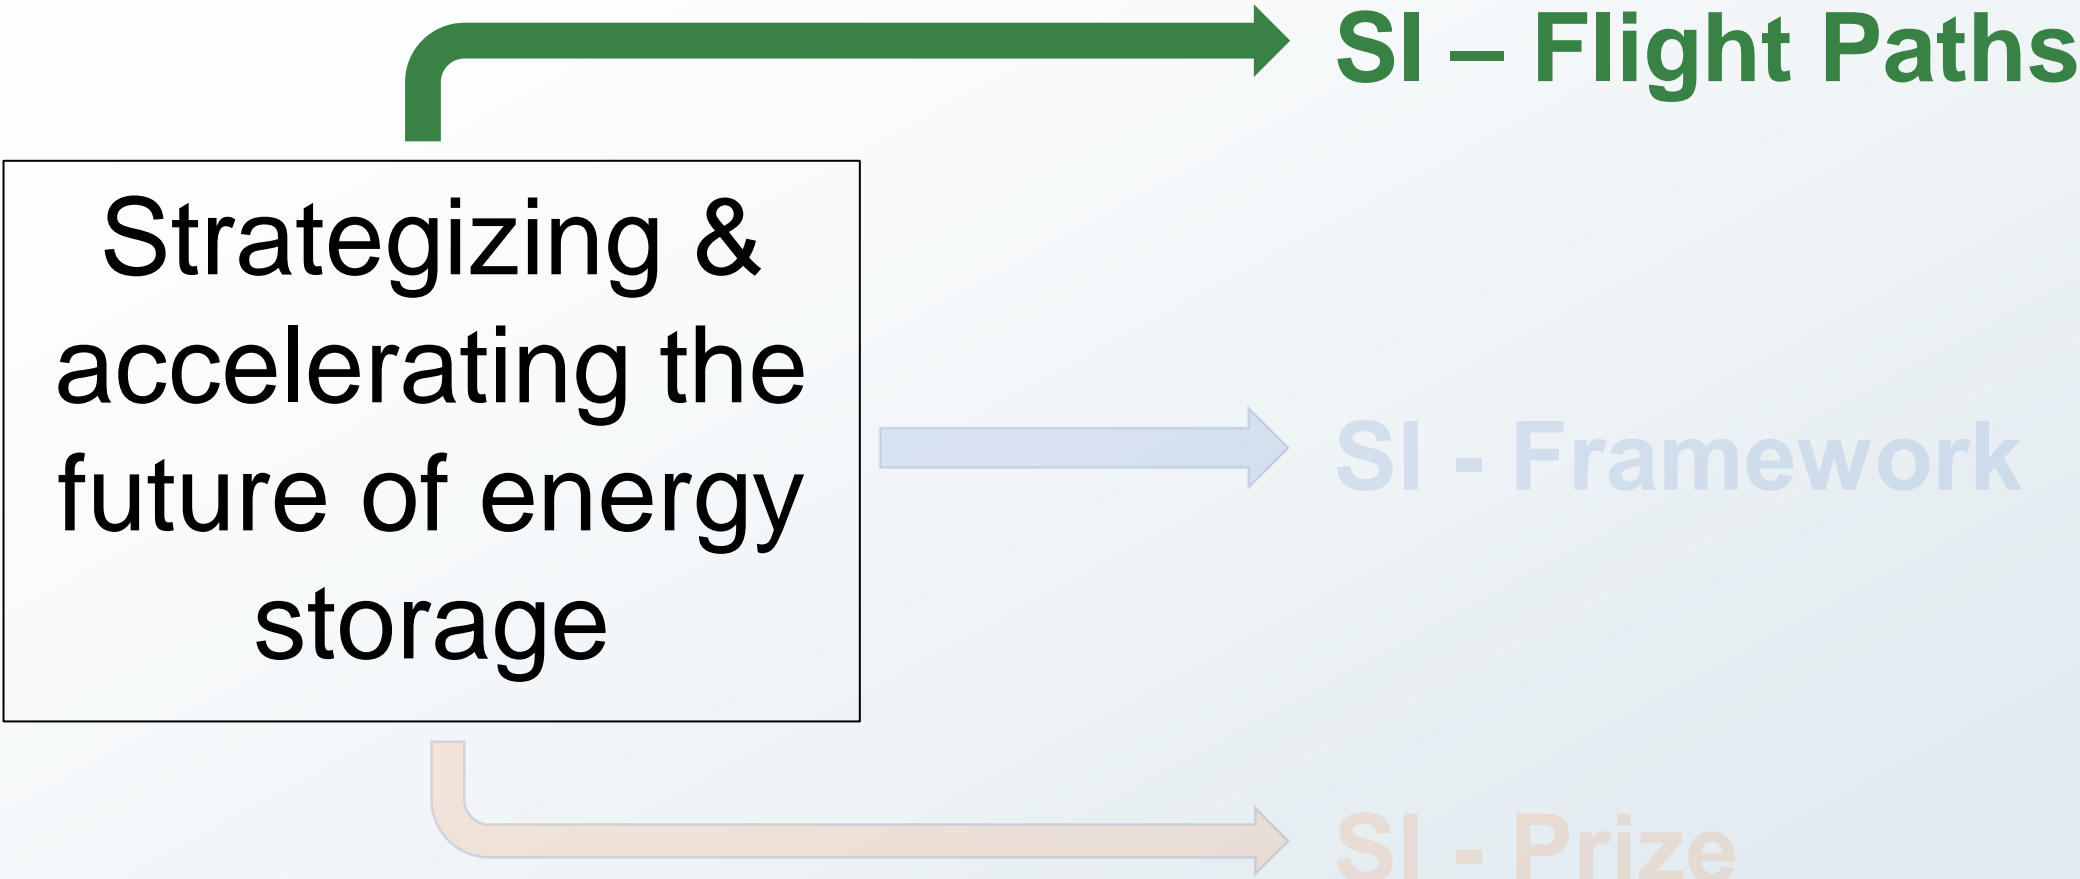 SI – Flight Paths
Strategizing &
accelerating the
future of energy
storage
SI - Framework
SI - Prize